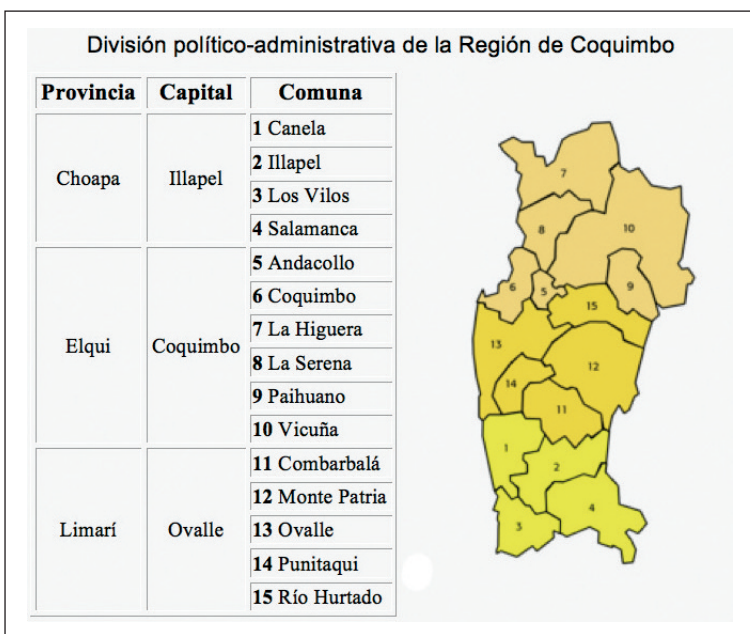 División político-administrativa de la Región de Coquimbo
Provincia Capital Comuna
Choapa Illapel
1 Canela
2 Illapel
3 Los Vilos
4 Salamanca
Elqui Coquimbo
5 Andacollo
6 Coquimbo
7 La Higuera
8 La Serena
9 Paihuano
10 Vicuña
Limarí Ovalle
11 Combarbalá
12 Monte Patria
13 Ovalle
14 Punitaqui
15 Río Hurtado
7
8
10
6
5
9
15
13
12
14
11
1
2
4
3